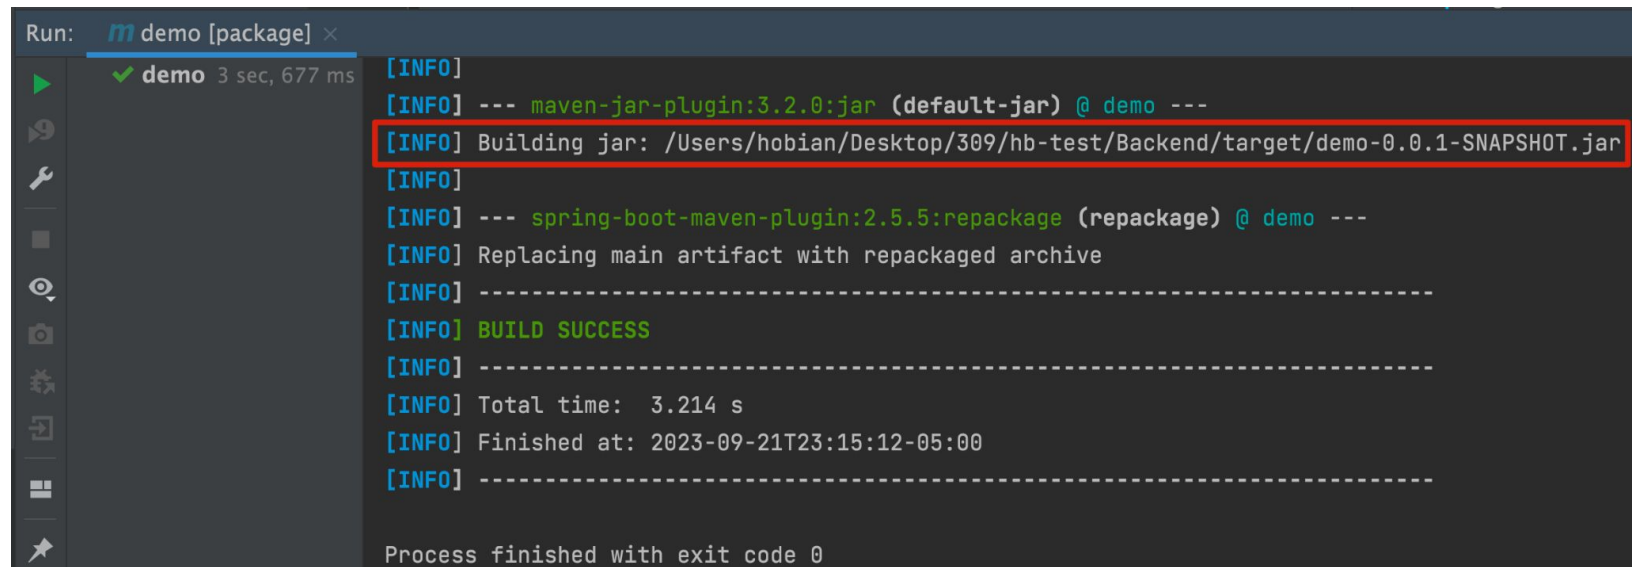 Run: m demo [package] ×
demo 3 sec, 677 ms
[INFO]
[INFO] --- maven-jar-plugin:3.2.0:jar (default-jar) @ demo ---
[INFO] Building jar: /Users/hobian/Desktop/309/hb-test/Backend/target/demo-0.0.1-SNAPSHOT.jar
[INFO]
[INFO] --- spring-boot-maven-plugin:2.5.5:repackage (repackage) @ demo ---
[INFO] Replacing main artifact with repackaged archive
[INFO] ------------------------------------------------------------------------
[INFO] BUILD SUCCESS
[INFO] ------------------------------------------------------------------------
[INFO] Total time:  3.214 s
[INFO] Finished at: 2023-09-21T23:15:12-05:00
[INFO] ------------------------------------------------------------------------
Process finished with exit code 0